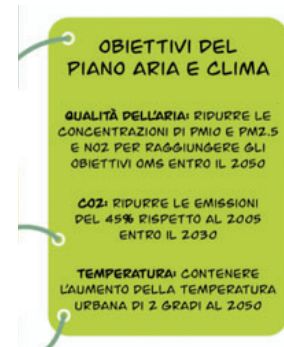 OBIETTIVI DEL
PIANO ARIA E CLIMA
QUALITÀ DELL'ARIA: RIDURRE LE
CONCENTRAZIONI DI PM10 E PM2.5
E NO2 PER RAGGIUNGERE GLI
OBIETTIVI OMS ENTRO IL 2050
CO2: RIDURRE LE EMISSIONI
DEL 45% RISPETTO AL 2005
ENTRO IL 2030
TEMPERATURA: CONTENERE
L'AUMENTO DELLA TEMPERATURA
URBANA DI 2 GRADI AL 2050